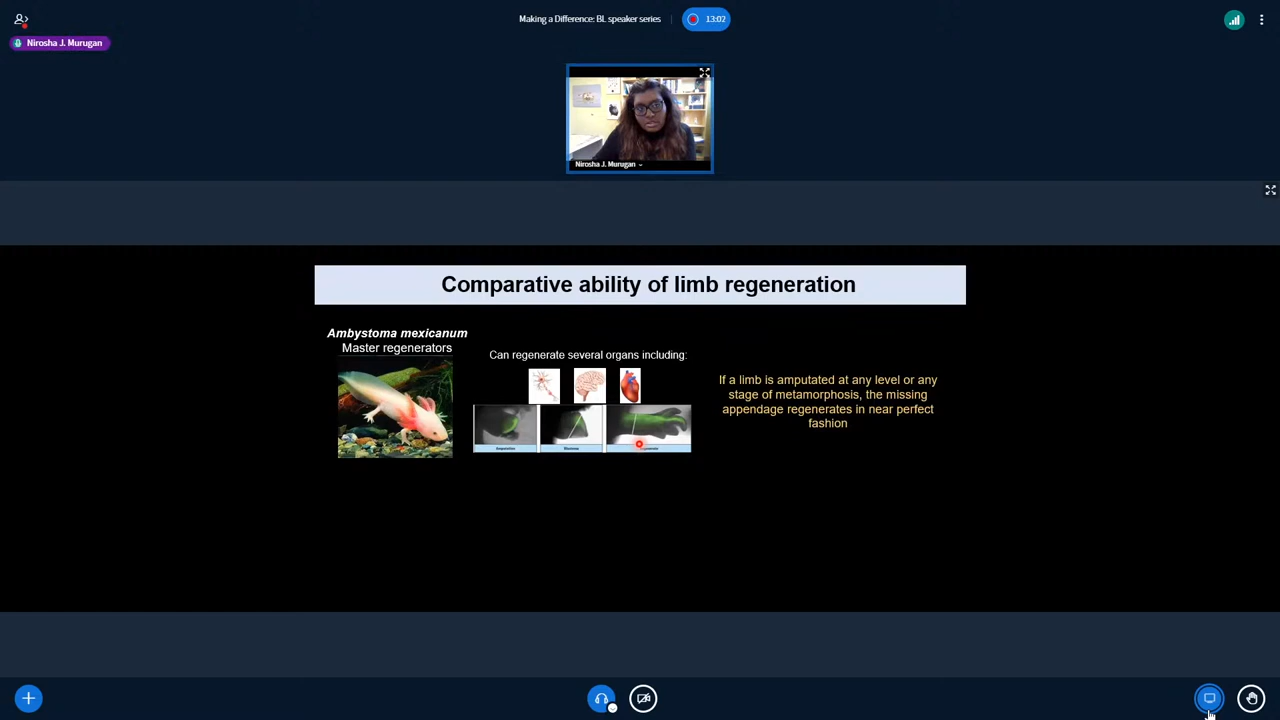 Making a Difference: BL speaker series
13:02
Nirosha J. Murugan
Nirosha J. Murugan
Comparative ability of limb regeneration
Ambystoma mexicanum
Master regenerators
Can regenerate several organs including:
If a limb is amputated at any level or any
stage of metamorphosis, the missing
appendage regenerates in near perfect
fashion
Amputation
Blastema